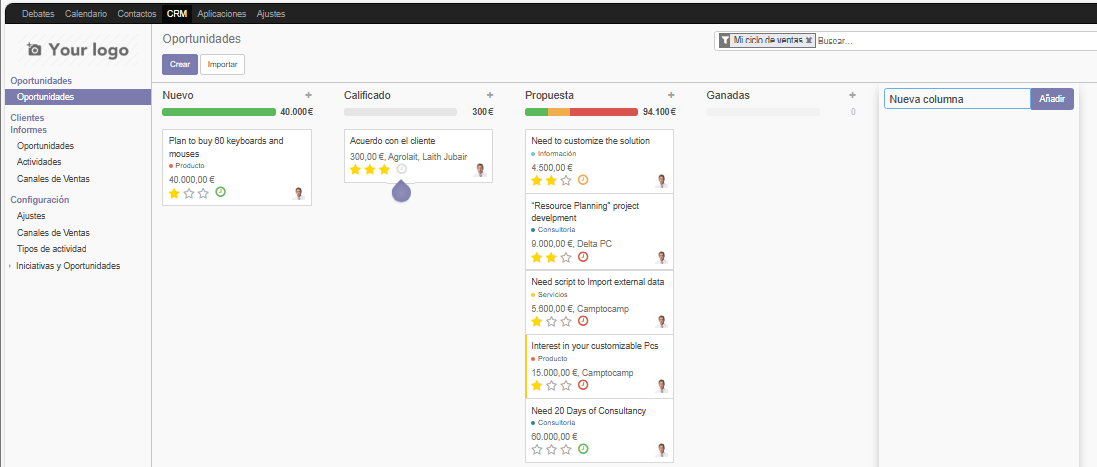 Debates Contactos CRM Aplicaciones Ajustes
Your logo
Oportunidades
Mi ciclo de ventas ✖ Buscar...
Crear Importar
Oportunidades
Oportunidades
Clientes
Informes
Oportunidades
Actividades
Canales de Ventas
Configuración
Ajustes
Canales de Ventas
Tipos de actividad
Iniciativas y Oportunidades
Nuevo +
40.000 €
Plan to buy 60 keyboards and
mouses
Producto
40.000,00 €
Calificado +
300 €
Acuerdo con el cliente
300,00 €, Agrolait, Laith Jubair
Propuesta +
94.100 €
Need to customize the solution
Información
4.500,00 €
"Resource Planning" project
develpment
Consultoría
9.000,00 €, Delta PC
Need script to Import external data
Servicios
5.600,00 €, Camptocamp
Interest in your customizable Pcs
Producto
15.000,00 €, Camptocamp
Need 20 Days of Consultancy
Consultoría
60.000,00 €
Ganadas +
0
Nueva columna Añadir